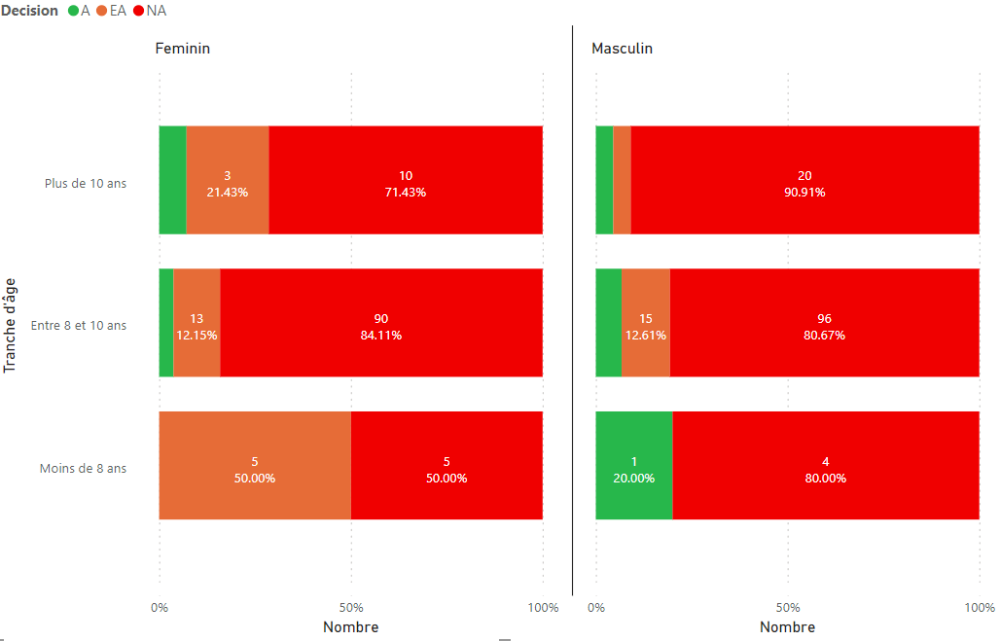 Decision A EA NA
Feminin
Masculin
Tranche d'âge
Plus de 10 ans
3
21.43%
10
71.43%
20
90.91%
Entre 8 et 10 ans
13
12.15%
90
84.11%
15
12.61%
96
80.67%
Moins de 8 ans
5
50.00%
5
50.00%
1
20.00%
4
80.00%
0% 50% 100%
0% 50% 100%
Nombre
Nombre